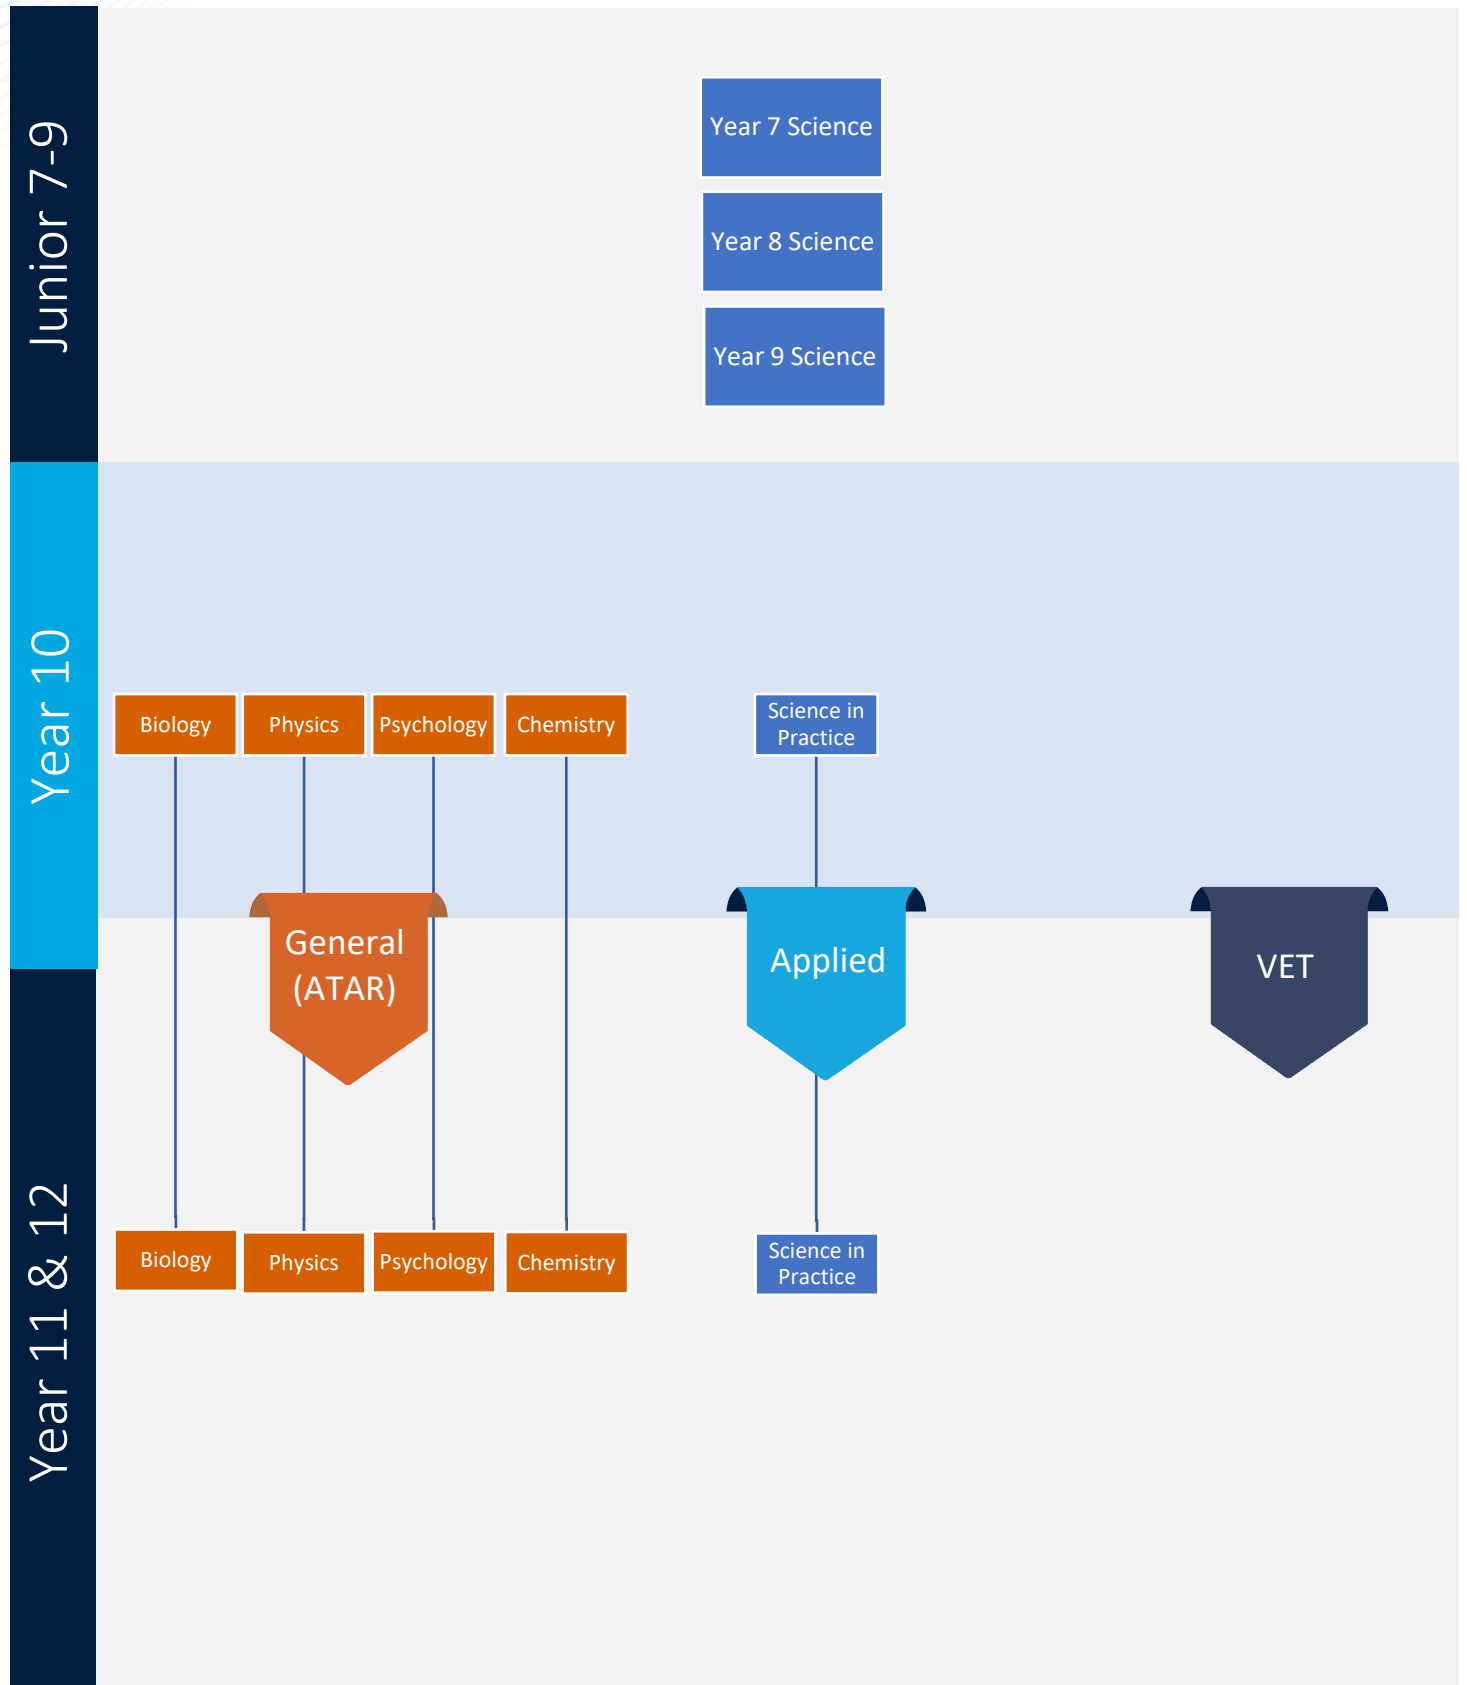 Junior 7-9
Year 7 Science
Year 8 Science
Year 9 Science
Year 10
Biology
Physics
Psychology
Chemistry
Science in
Practice
General
(ATAR)
Applied
VET
Year 11 & 12
Biology
Physics
Psychology
Chemistry
Science in
Practice